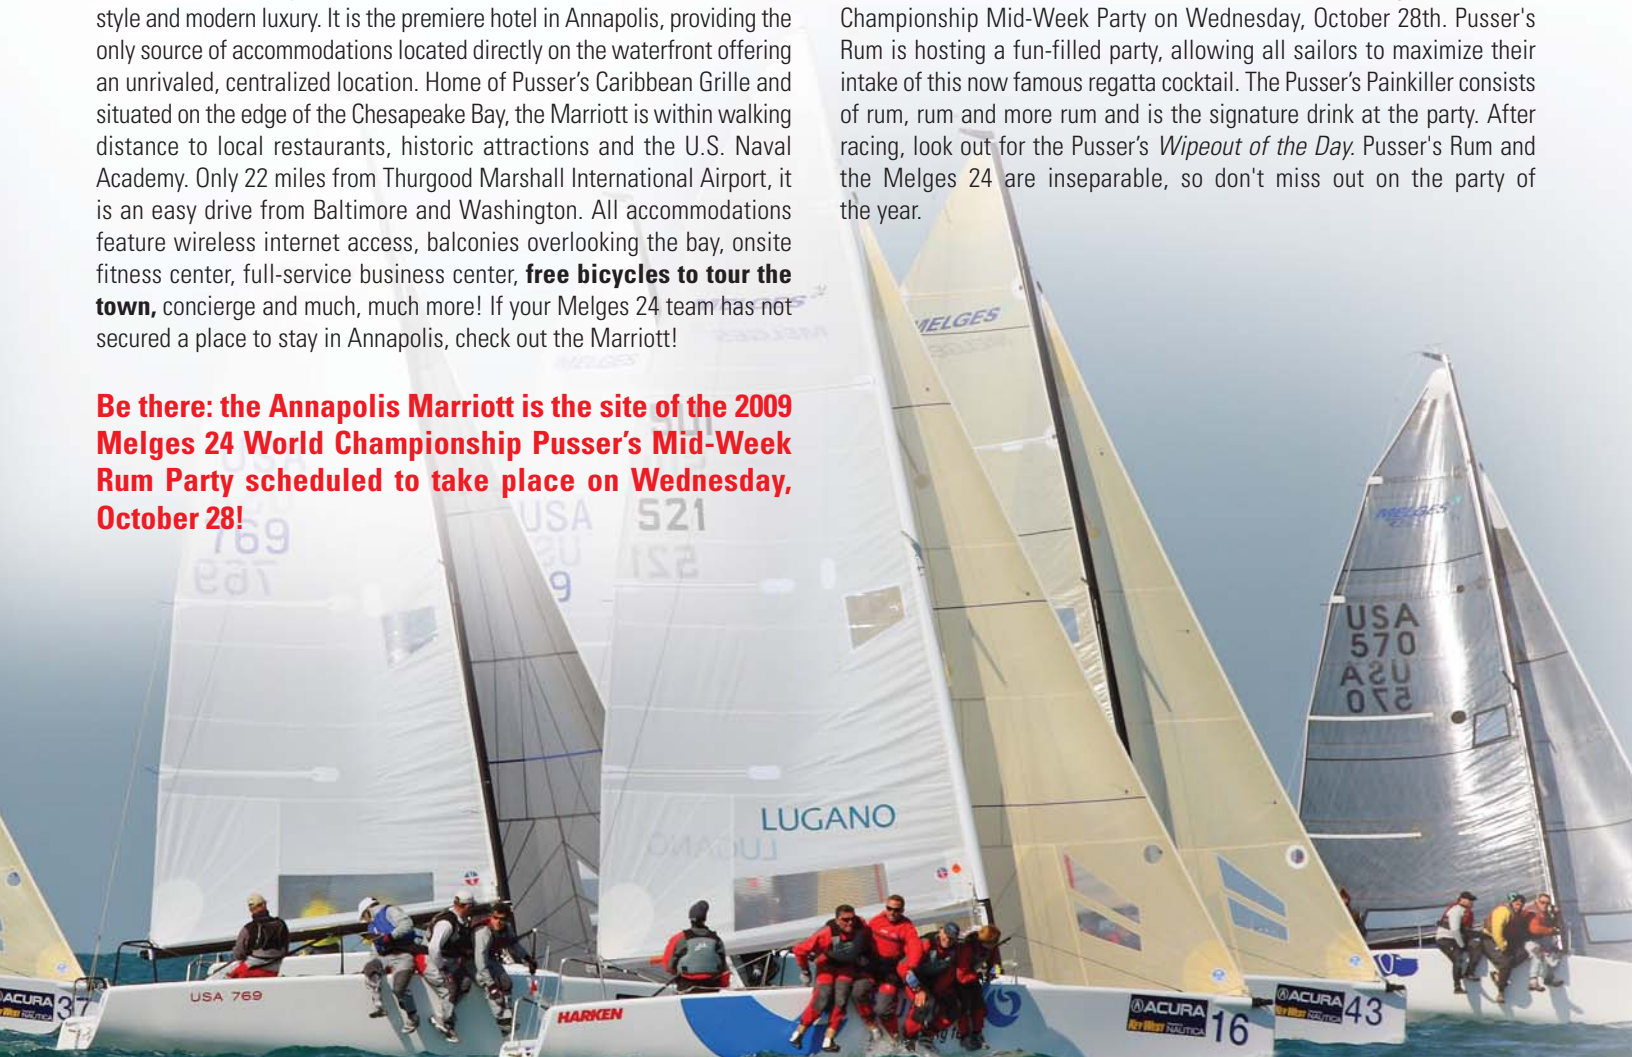 style and modern luxury. It is the premiere hotel in Annapolis, providing the
only source of accommodations located directly on the waterfront offering
an unrivaled, centralized location. Home of Pusser’s Caribbean Grille and
situated on the edge of the Chesapeake Bay, the Marriott is within walking
distance to local restaurants, historic attractions and the U.S. Naval
Academy. Only 22 miles from Thurgood Marshall International Airport, it
is an easy drive from Baltimore and Washington. All accommodations
feature wireless internet access, balconies overlooking the bay, onsite
fitness center, full-service business center, free bicycles to tour the
town, concierge and much, much more! If your Melges 24 team has not
secured a place to stay in Annapolis, check out the Marriott!
Be there: the Annapolis Marriott is the site of the 2009
Melges 24 World Championship Pusser’s Mid-Week
Rum Party scheduled to take place on Wednesday,
October 28!
Championship Mid-Week Party on Wednesday, October 28th. Pusser's
Rum is hosting a fun-filled party, allowing all sailors to maximize their
intake of this now famous regatta cocktail. The Pusser’s Painkiller consists
of rum, rum and more rum and is the signature drink at the party. After
racing, look out for the Pusser’s Wipeout of the Day. Pusser's Rum and
the Melges 24 are inseparable, so don't miss out on the party of
the year.
MELGES
MELGES
MELGES
USA
769
USA
521
USA
570
USA
570
LUGANO
USA 769
HARKEN
ACURA
37
ACURA
KEY WEST
NAUTICA
16
ACURA
KEY WEST
NAUTICA
43